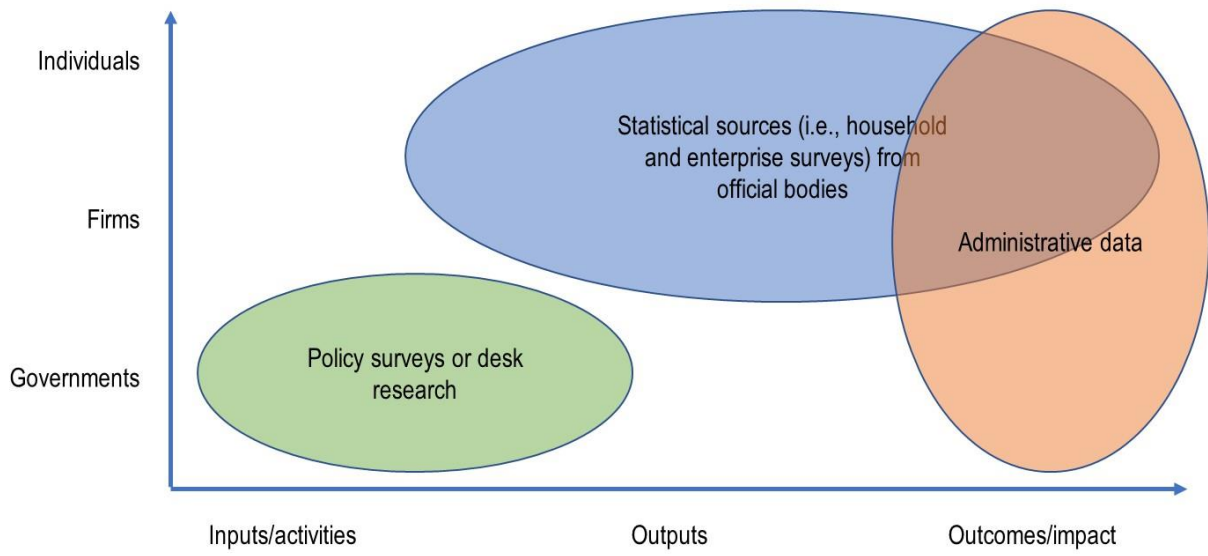 Individuals
Statistical sources (i.e., household
and enterprise surveys) from
official bodies
Firms
Administrative data
Policy surveys or desk
research
Governments
Inputs/activities
Outputs
Outcomes/impact